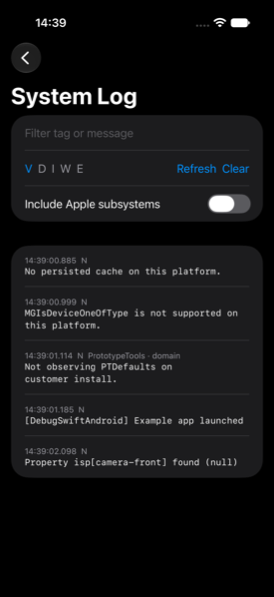 14:39
System Log
Filter tag or message
V D I W E Refresh Clear
Include Apple subsystems
14:39:00.885 N
No persisted cache on this platform.
14:39:00.999 N
MGIsDeviceOneOfType is not supported on
this platform.
14:39:01.114 N PrototypeTools · domain
Not observing PTDefaults on
customer install.
14:39:01.185 N
[DebugSwiftAndroid] Example app launched
14:39:02.098 N
Property isp[camera-front] found (null)